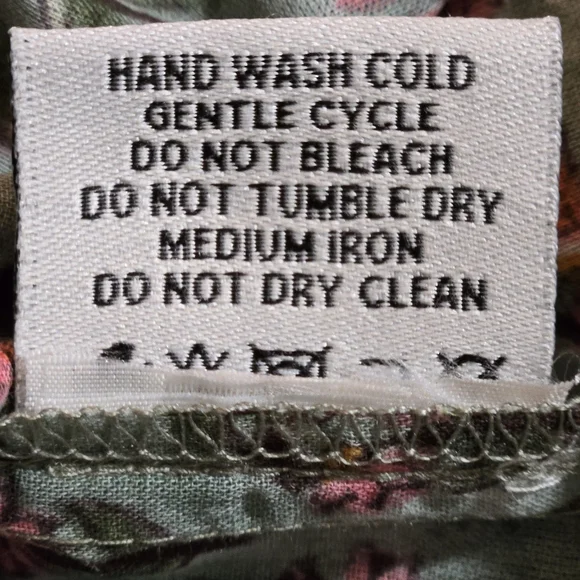 HAND WASH COLD
GENTLE CYCLE
DO NOT BLEACH
DO NOT TUMBLE DRY
MEDIUM IRON
DO NOT DRY CLEAN